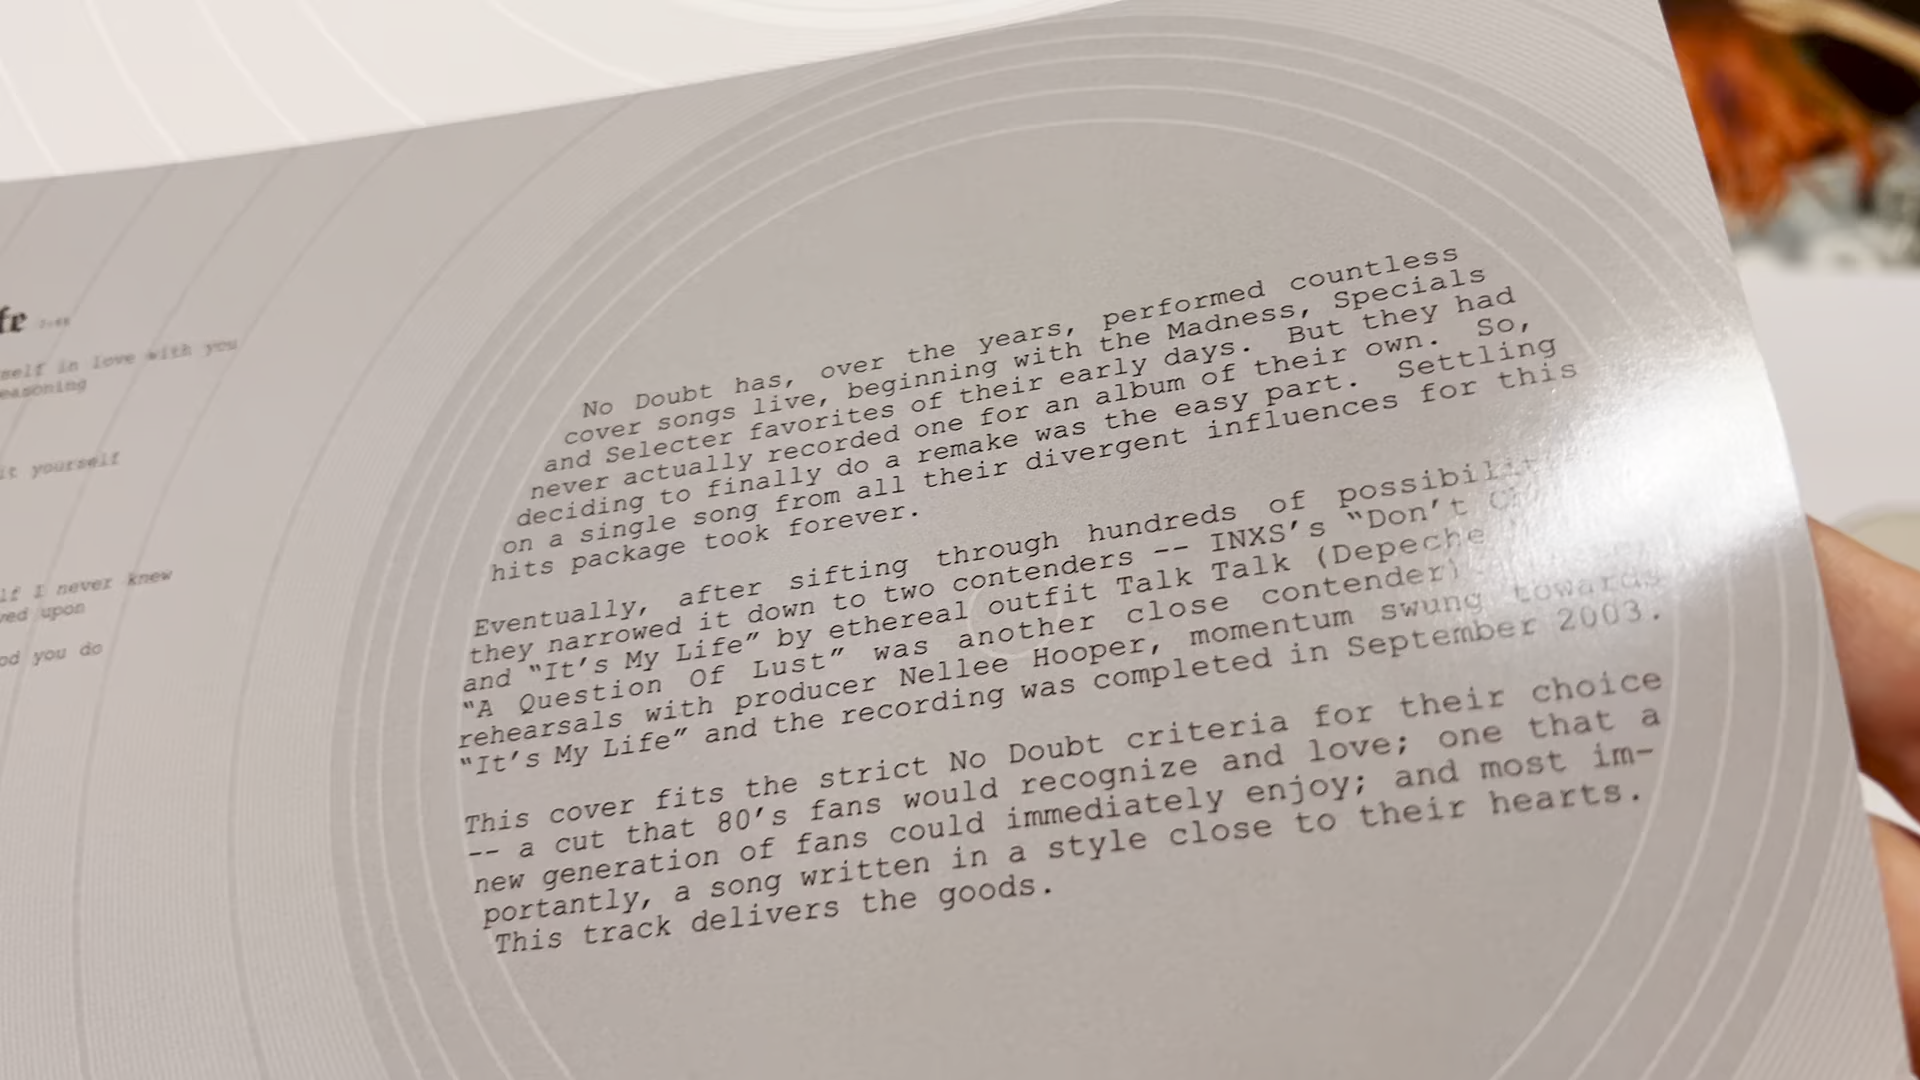 fe
self in love with you
easoning
it yourself
lf I never knew
ved upon
od you do
No Doubt has, over the years, performed countless
cover songs live, beginning with the Madness, Specials
and Selecter favorites of their early days. But they had
never actually recorded one for an album of their own. So,
deciding to finally do a remake was the easy part. Settling
on a single song from all their divergent influences for this
hits package took forever.
Eventually, after sifting through hundreds of
they narrowed it down to two contenders -- INXS's "Don't
and "It's My Life" by ethereal outfit Talk Talk (Depeche
"A Question Of Lust" was another close contender)
rehearsals with producer Nellee Hooper, momentum swung towards
"It's My Life" and the recording was completed in September 2003.
This cover fits the strict No Doubt criteria for their choice
-- a cut that 80's fans would recognize and love; one that a
new generation of fans could immediately enjoy; and most im-
portantly, a song written in a style close to their hearts.
This track delivers the goods.